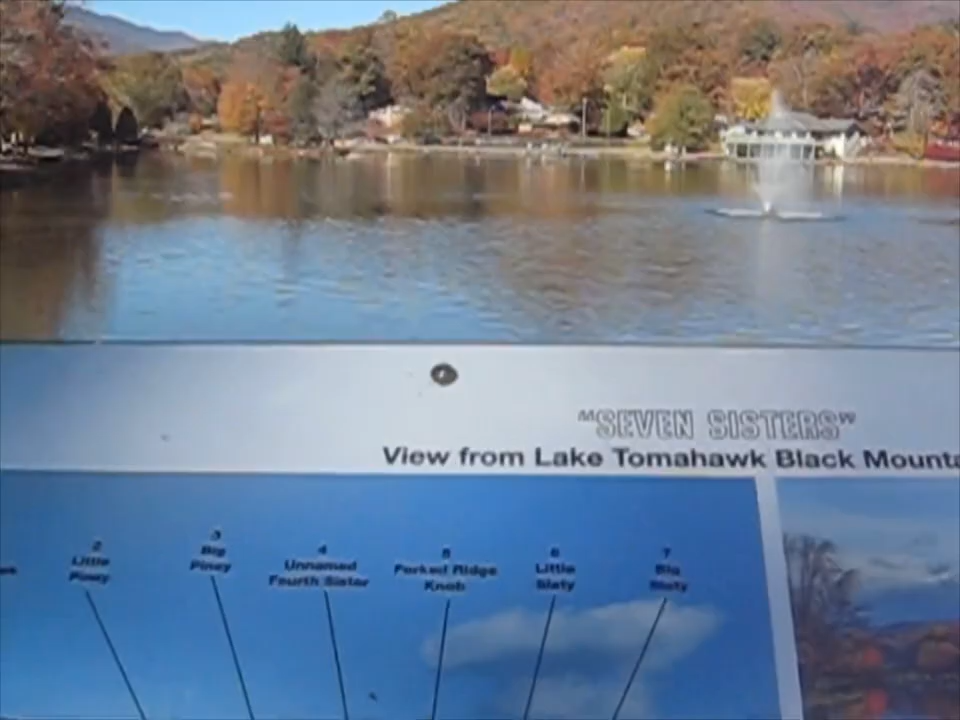 "SEVEN SISTERS"
View from Lake Tomahawk Black Mounta
2
Little
Piney
3
Big
Piney
4
Unnamed
Fourth Sister
5
Ridge
Knob
6
Little
Slaty
7
Big
Slaty